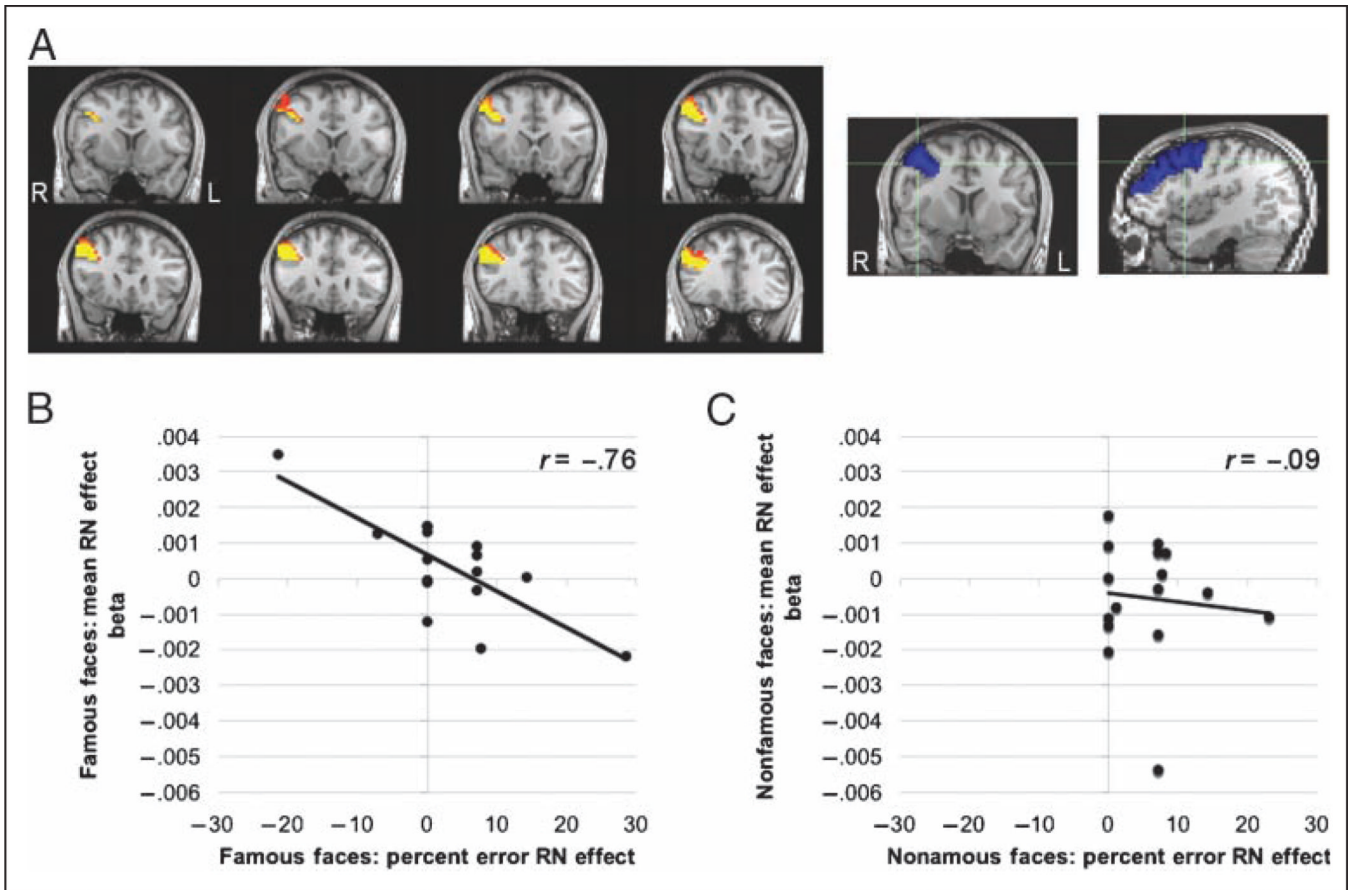 A
R L
R L
B
C
.004
.003
.002
.001
0
−.001
−.002
−.003
−.004
−.005
−.006
r = −.76
Famous faces: mean RN effect
beta
−30 −20 −10 0 10 20 30
Famous faces: percent error RN effect
.004
.003
.002
.001
0
−.001
−.002
−.003
−.004
−.005
−.006
r = −.09
Nonfamous faces: mean RN effect
beta
−30 −20 −10 0 10 20 30
Nonamous faces: percent error RN effect